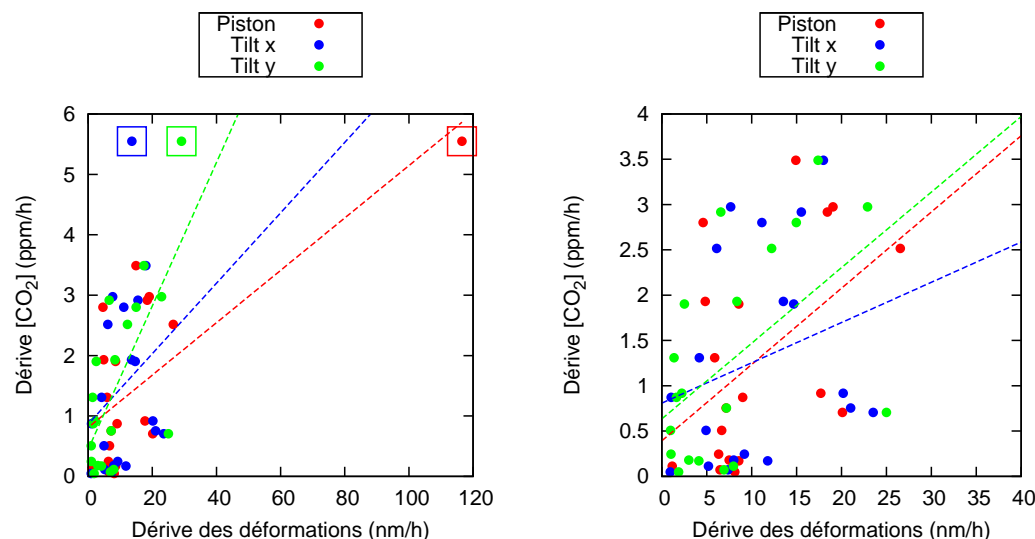 Piston
Tilt x
Tilt y
Dérive [CO2] (ppm/h)
6
5
4
3
2
1
0
0 20 40 60 80 100 120
Dérive des déformations (nm/h)
Piston
Tilt x
Tilt y
Dérive [CO2] (ppm/h)
4
3.5
3
2.5
2
1.5
1
0.5
0
0 5 10 15 20 25 30 35 40
Dérive des déformations (nm/h)